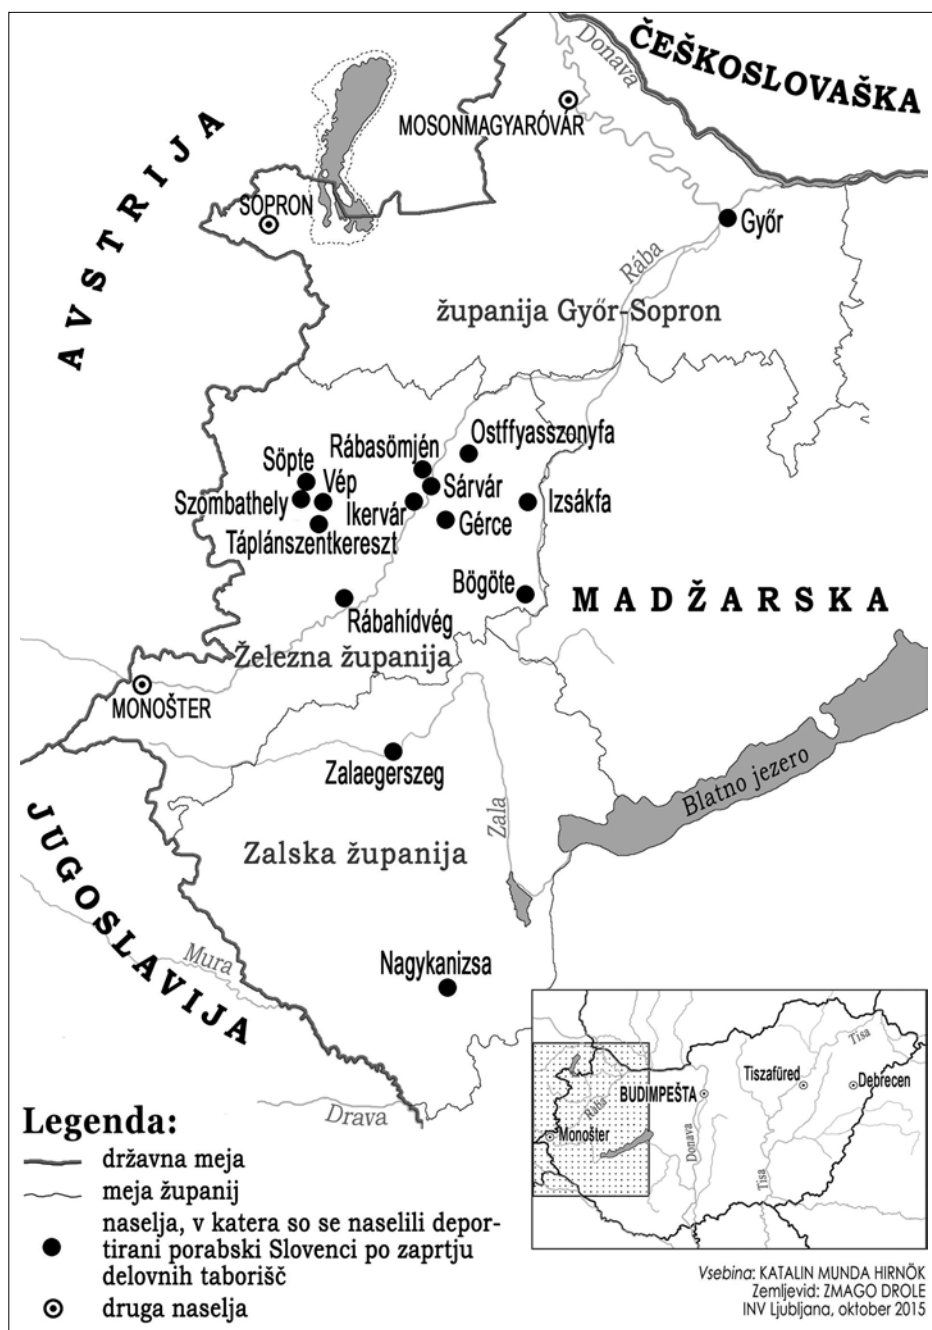 ČEŠKOSLOVAŠKA
Donava
MOSONMAGYARÓVÁR
AVSTRIJA
SOPRON
Győr
Rába
županija Győr-Sopron
Ostffyasszonyfa
Rábasömjén
Söpte
Vép
Sárvár
Szombathely
Ikervár
Izsákfa
Gérce
Táplánszentkereszt
Bögöte
MADŽARSKA
Rábahídvég
Železna županija
MONOŠTER
Zalaegerszeg
Blatno jezero
Zala
Zalska županija
JUGOSLAVIJA
Mura
Nagykanizsa
Drava
Tisa
Tiszafüred
Debrecen
BUDIMPEŠTA
Rába
Monošter
Donava
Tisa
Legenda:
državna meja
meja županij
naselja, v katera so se naselili depor-
tirani porabski Slovenci po zaprtju
delovnih taborišč
druga naselja
Vsebina: KATALIN MUNDA HIRNÖK
Zemljevid: ZMAGO DROLE
INV Ljubljana, oktober 2015